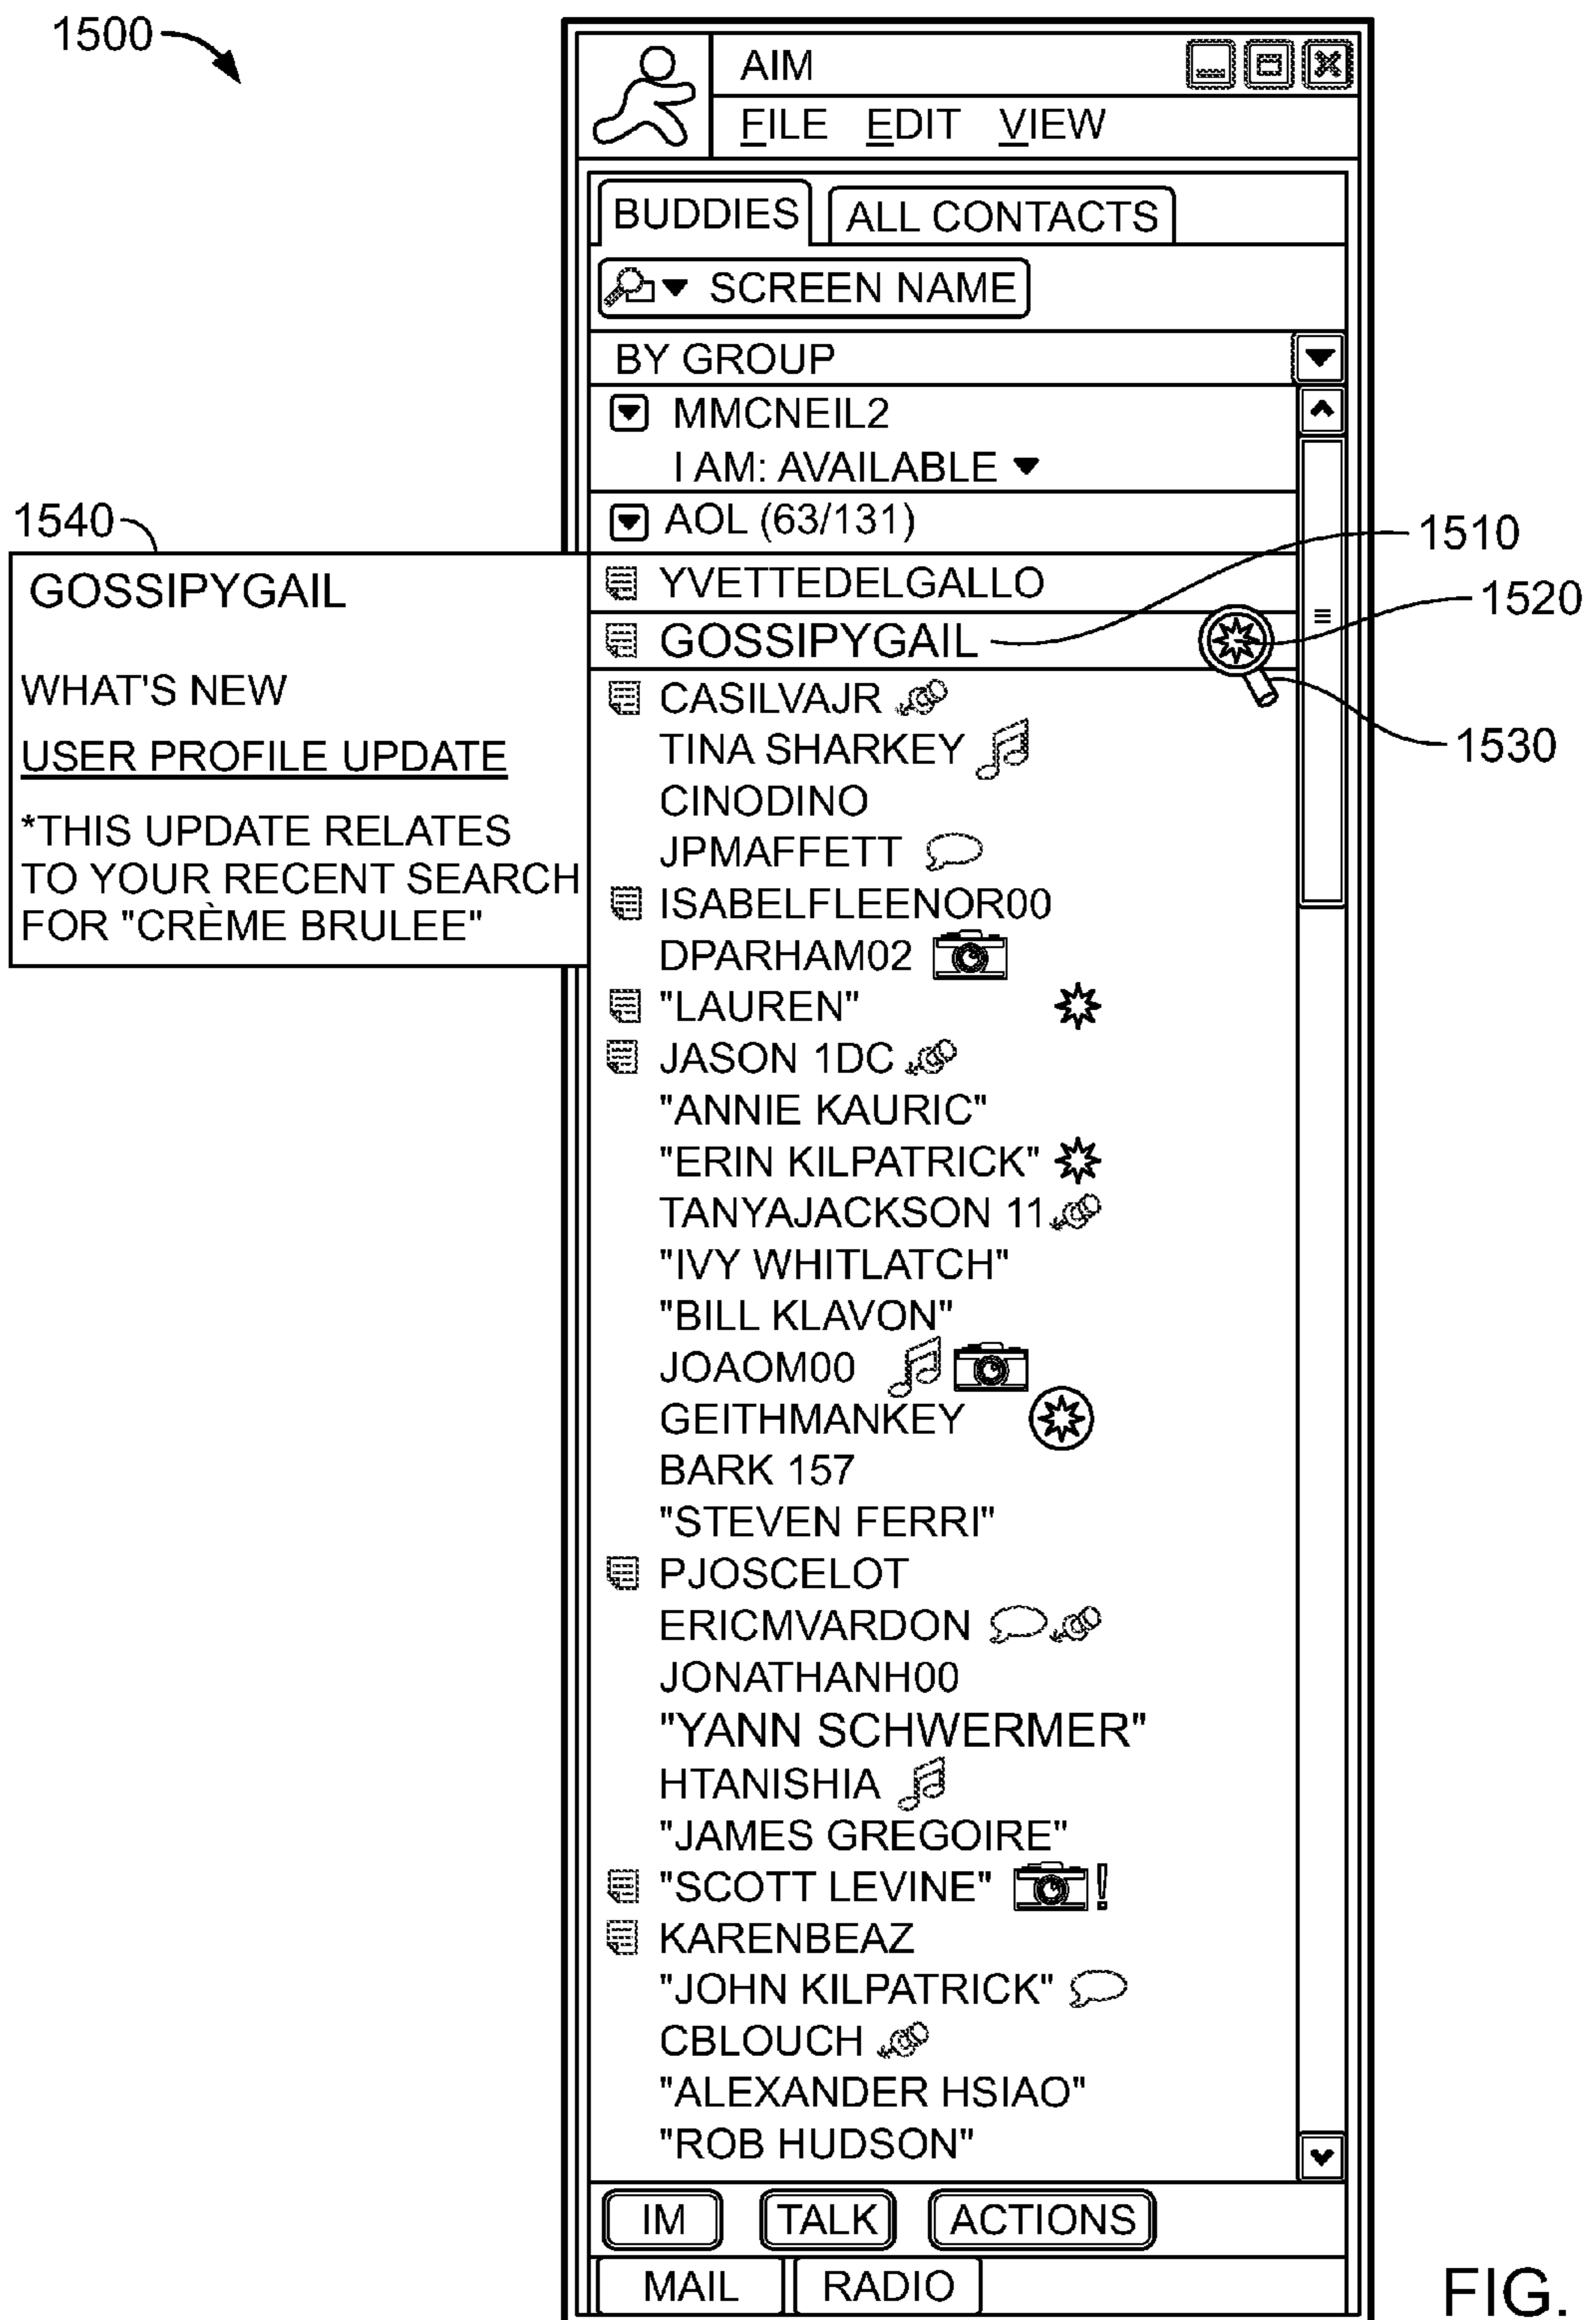 1500
AIM
FILE EDIT VIEW
BUDDIES ALL CONTACTS
SCREEN NAME
BY GROUP
MMCNEIL2
I AM: AVAILABLE
AOL (63/131)
1540
GOSSIPYGAIL
WHAT'S NEW
USER PROFILE UPDATE
*THIS UPDATE RELATES
TO YOUR RECENT SEARCH
FOR "CRÈME BRULEE"
1510
1520
1530
YVETTEDELGALLO
GOSSIPYGAIL
CASILVAJR
TINA SHARKEY
CINODINO
JPMAFFETT
ISABELFLEENOR00
DPARHAM02
"LAUREN"
JASON 1DC
"ANNIE KAURIC"
"ERIN KILPATRICK"
TANYAJACKSON 11
"IVY WHITLATCH"
"BILL KLAVON"
JOAOM00
GEITHMANKEY
BARK 157
"STEVEN FERRI"
PJOSCELOT
ERICMVARDON
JONATHANH00
"YANN SCHWERMER"
HTANISHIA
"JAMES GREGOIRE"
"SCOTT LEVINE" !
KARENBEAZ
"JOHN KILPATRICK"
CBLOUCH
"ALEXANDER HSIAO"
"ROB HUDSON"
IM TALK ACTIONS
MAIL RADIO
FIG.